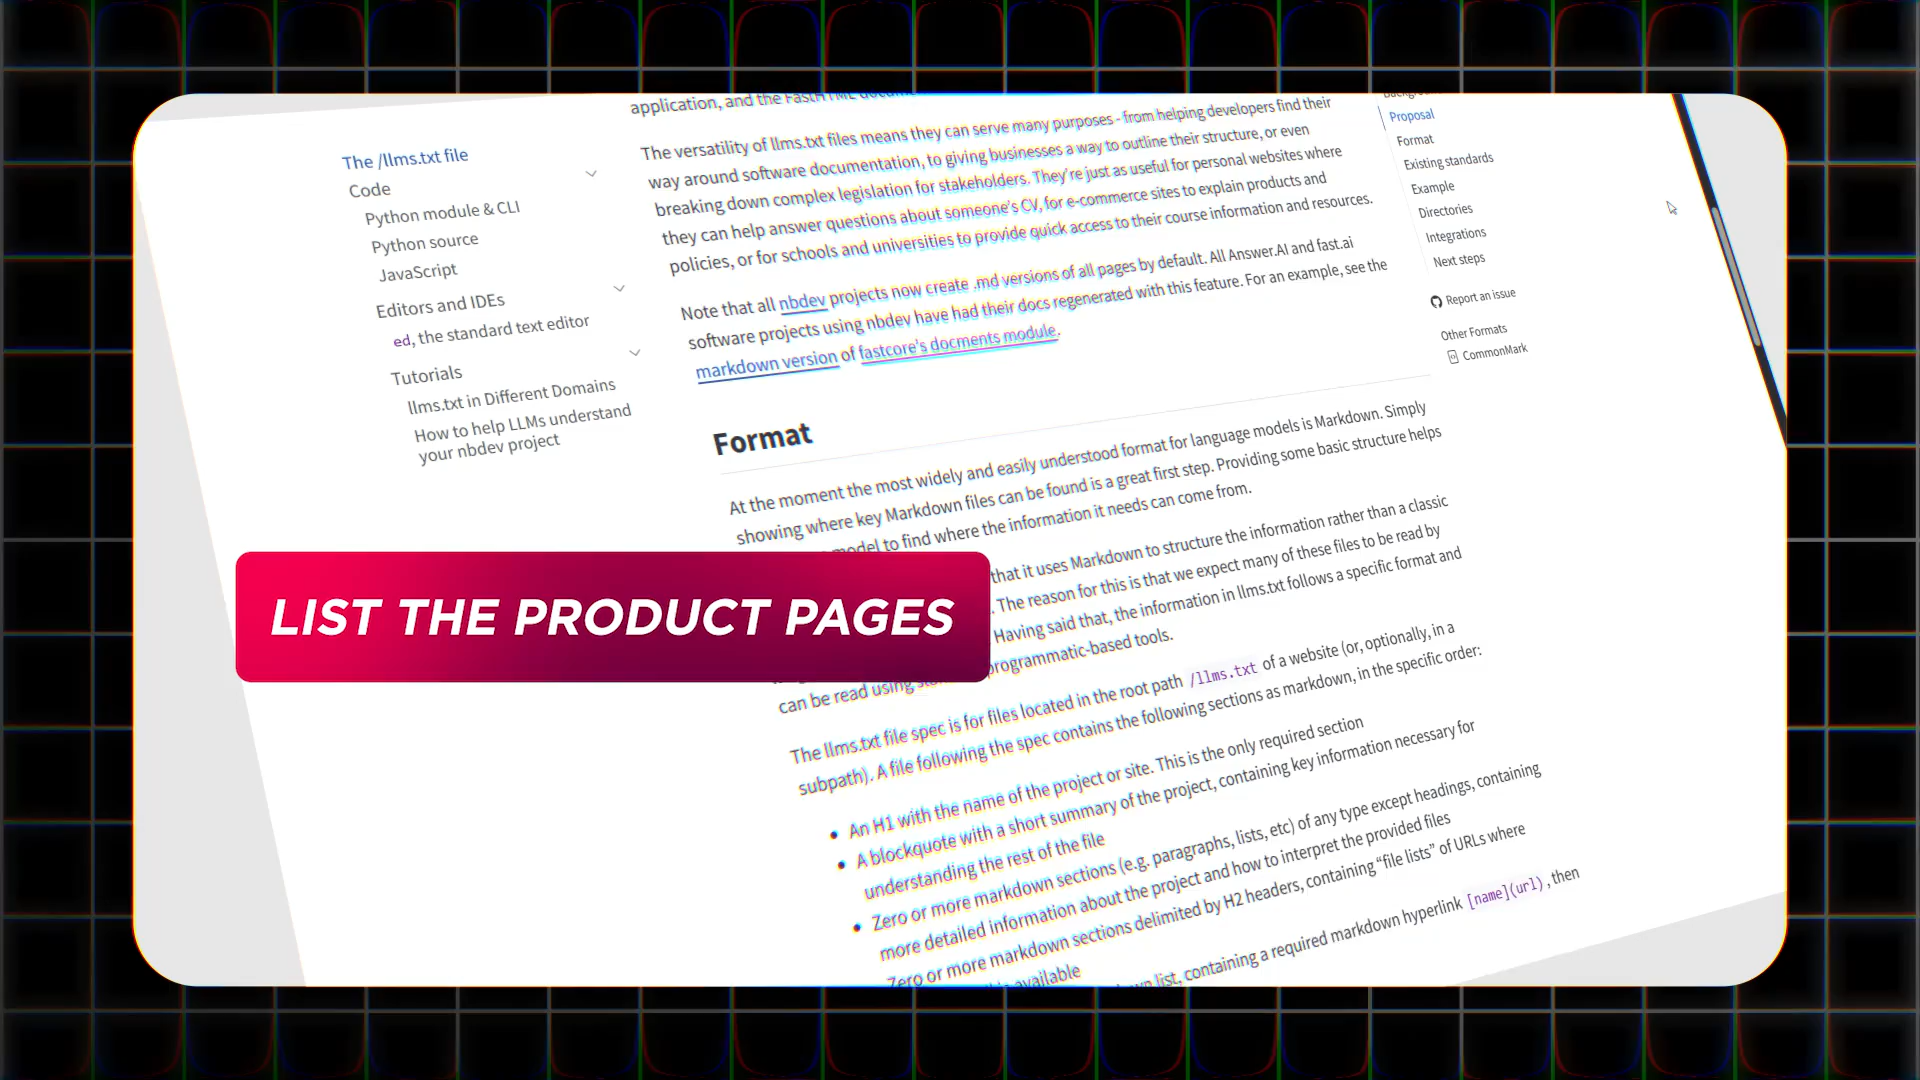 The /llms.txt file
Code
Python module & CLI
Python source
JavaScript
Editors and IDEs
ed, the standard text editor
Tutorials
llms.txt in Different Domains
How to help LLMs understand
your nbdev project
application, and the FastHTML
The versatility of llms.txt files means they can serve many purposes - from helping developers find their
way around software documentation, to giving businesses a way to outline their structure, or even
breaking down complex legislation for stakeholders. They're just as useful for personal websites where
they can help answer questions about someone's CV, for e-commerce sites to explain products and
policies, or for schools and universities to provide quick access to their course information and resources.
Note that all nbdev projects now create .md versions of all pages by default. All Answer.AI and fast.ai
software projects using nbdev have had their docs regenerated with this feature. For an example, see the
markdown version of fastcore's docments module.
Format
At the moment the most widely and easily understood format for language models is Markdown. Simply
showing where key Markdown files can be found is a great first step. Providing some basic structure helps
model to find where the information it needs can come from.
that it uses Markdown to structure the information rather than a classic
. The reason for this is that we expect many of these files to be read by
Having said that, the information in llms.txt follows a specific format and
can be read using programmatic-based tools.
LIST THE PRODUCT PAGES
The llms.txt file spec is for files located in the root path /llms.txt of a website (or, optionally, in a
subpath). A file following the spec contains the following sections as markdown, in the specific order:
• An H1 with the name of the project or site. This is the only required section
• A blockquote with a short summary of the project, containing key information necessary for
understanding the rest of the file
• Zero or more markdown sections (e.g. paragraphs, lists, etc) of any type except headings, containing
more detailed information about the project and how to interpret the provided files
Zero or more markdown sections delimited by H2 headers, containing “file lists” of URLs where
available
list, containing a required markdown hyperlink [name](url), then
Proposal
Format
Existing standards
Example
Directories
Integrations
Next steps
Report an issue
Other Formats
CommonMark